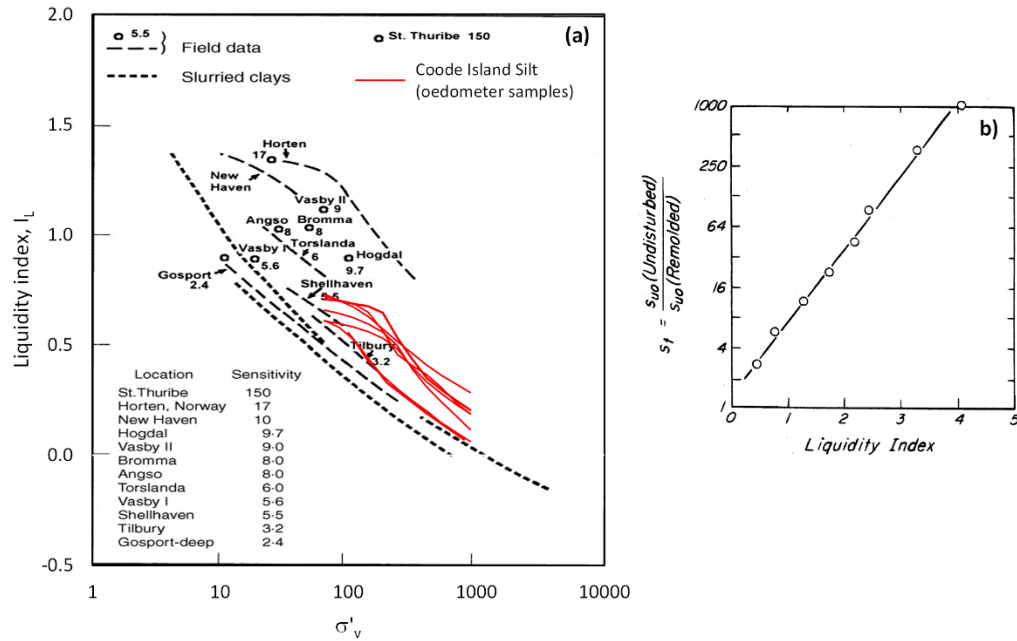 2.0
1.5
1.0
0.5
0.0
-0.5
Liquidity index, I_L
1
10
100
1000
10000
σ'_v
(a)
5.5
Field data
Slurried clays
St. Thuribe 150
Coode Island Silt
(oedometer samples)
Horten
17
New
Haven
Vasby II
9
Angso
8
Bromma
8
Torslanda
6
Vasby I
5.6
Hogdal
9.7
Gosport
2.4
Shellhaven
5.5
Tilbury
3.2
Location Sensitivity
St.Thuribe 150
Horten, Norway 17
New Haven 10
Hogdal 9·7
Vasby II 9.0
Bromma 8·0
Angso 8·0
Torslanda 6·0
Vasby I 5·6
Shellhaven 5·5
Tilbury 3·2
Gosport-deep 2·4
b)
1000
250
64
16
4
1
s_t = s_uo (Undisturbed)
s_uo (Remolded)
0
1
2
3
4
5
Liquidity Index